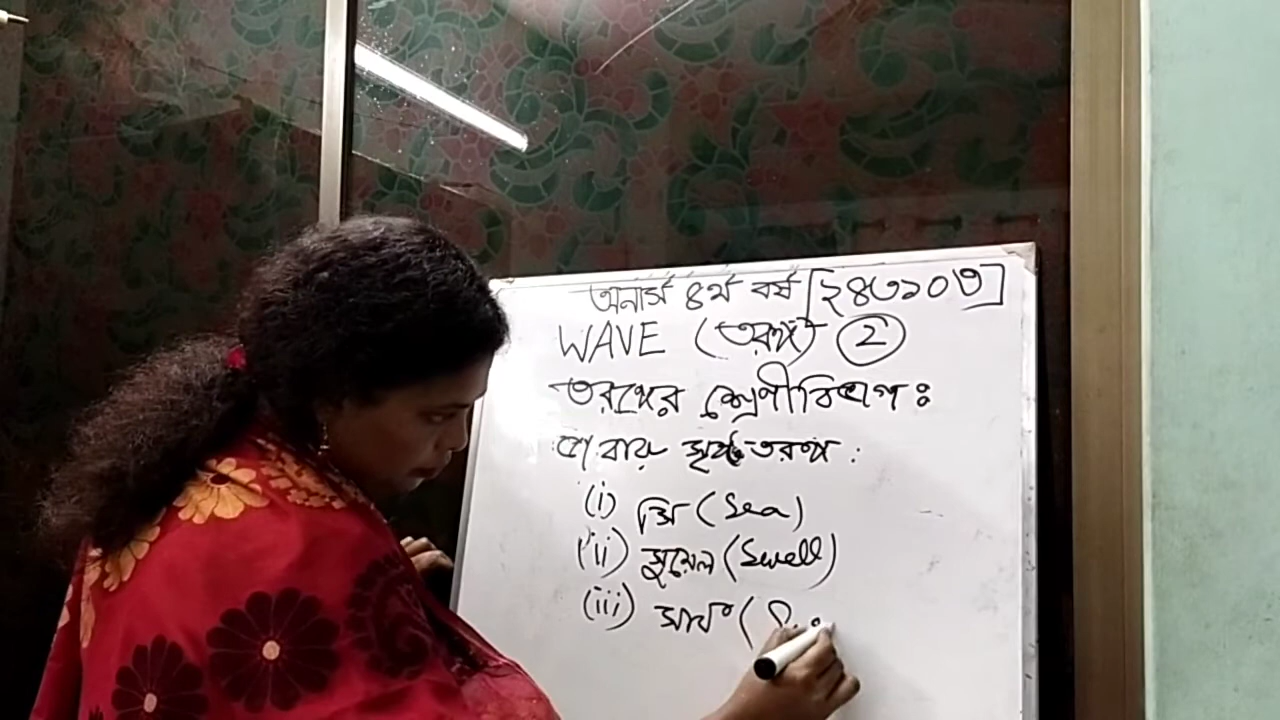 অনার্স ৪র্থ বর্ষ [২৪৩১০৩]
WAVE (তরঙ্গ) 2
তরঙ্গের শ্রেণীবিভাগ ঃ
বায়ু সৃষ্ট তরঙ্গ :
(i) সি (Sea)
(ii) সুয়েল (Swell)
(iii) সার্ফ (